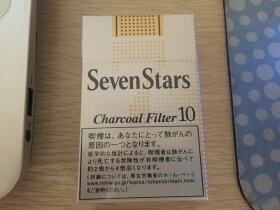 SevenStars
Charcoal Filter 10
喫煙は、あなたにとって肺がんの
原因の一つとなります。
疫学的な推計によると、喫煙者は肺がんに
より死亡する危険性が非喫煙者に比べて
約2倍から4倍高くなります。
(詳細については、厚生労働省のホーム・ページ
www.mhlw.go.jp/topics/tobacco/main.html
をご参照ください。)